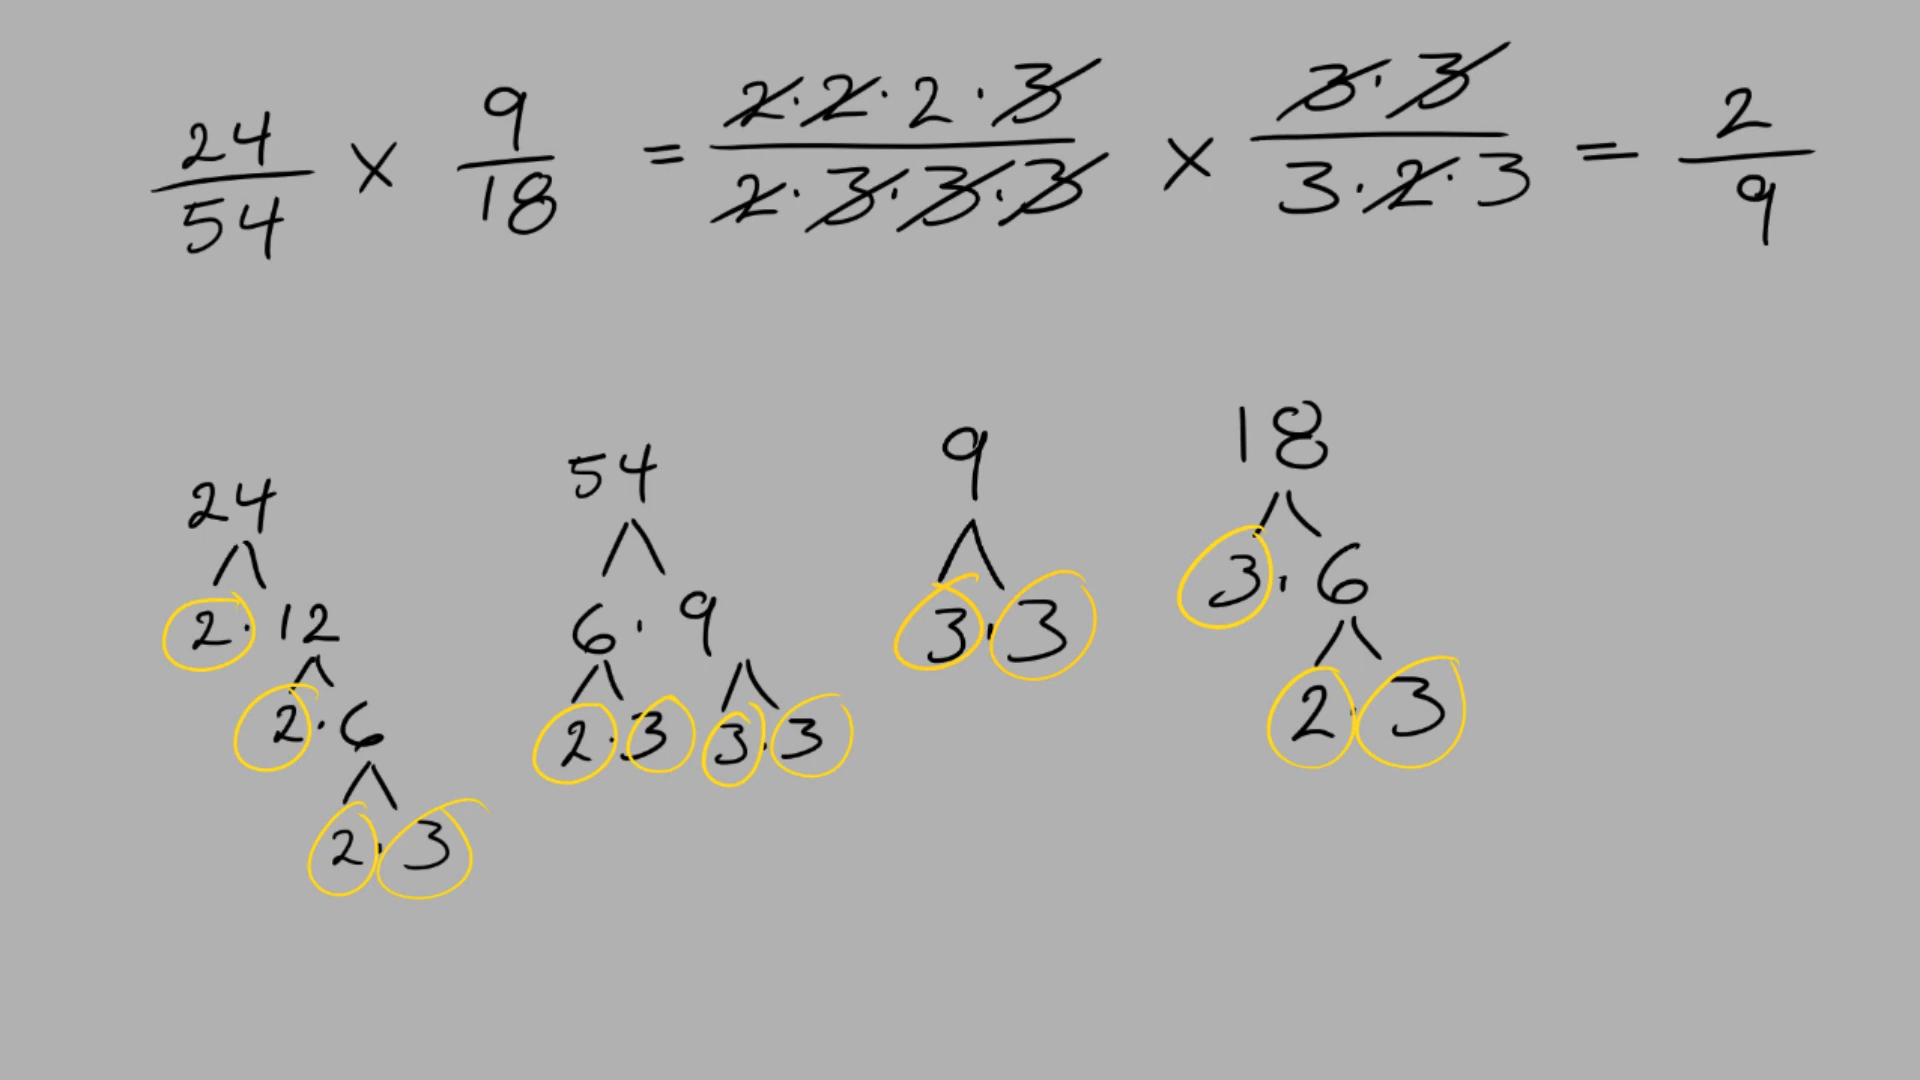 24/54 × 9/18 = 2·2·2·3/2·3·3·3 × 3·3/3·2·3 = 2/9
24 54 9 18
2·12 6·9 3·3 3·6
2·6 2·3 3·3 2·3
2·3